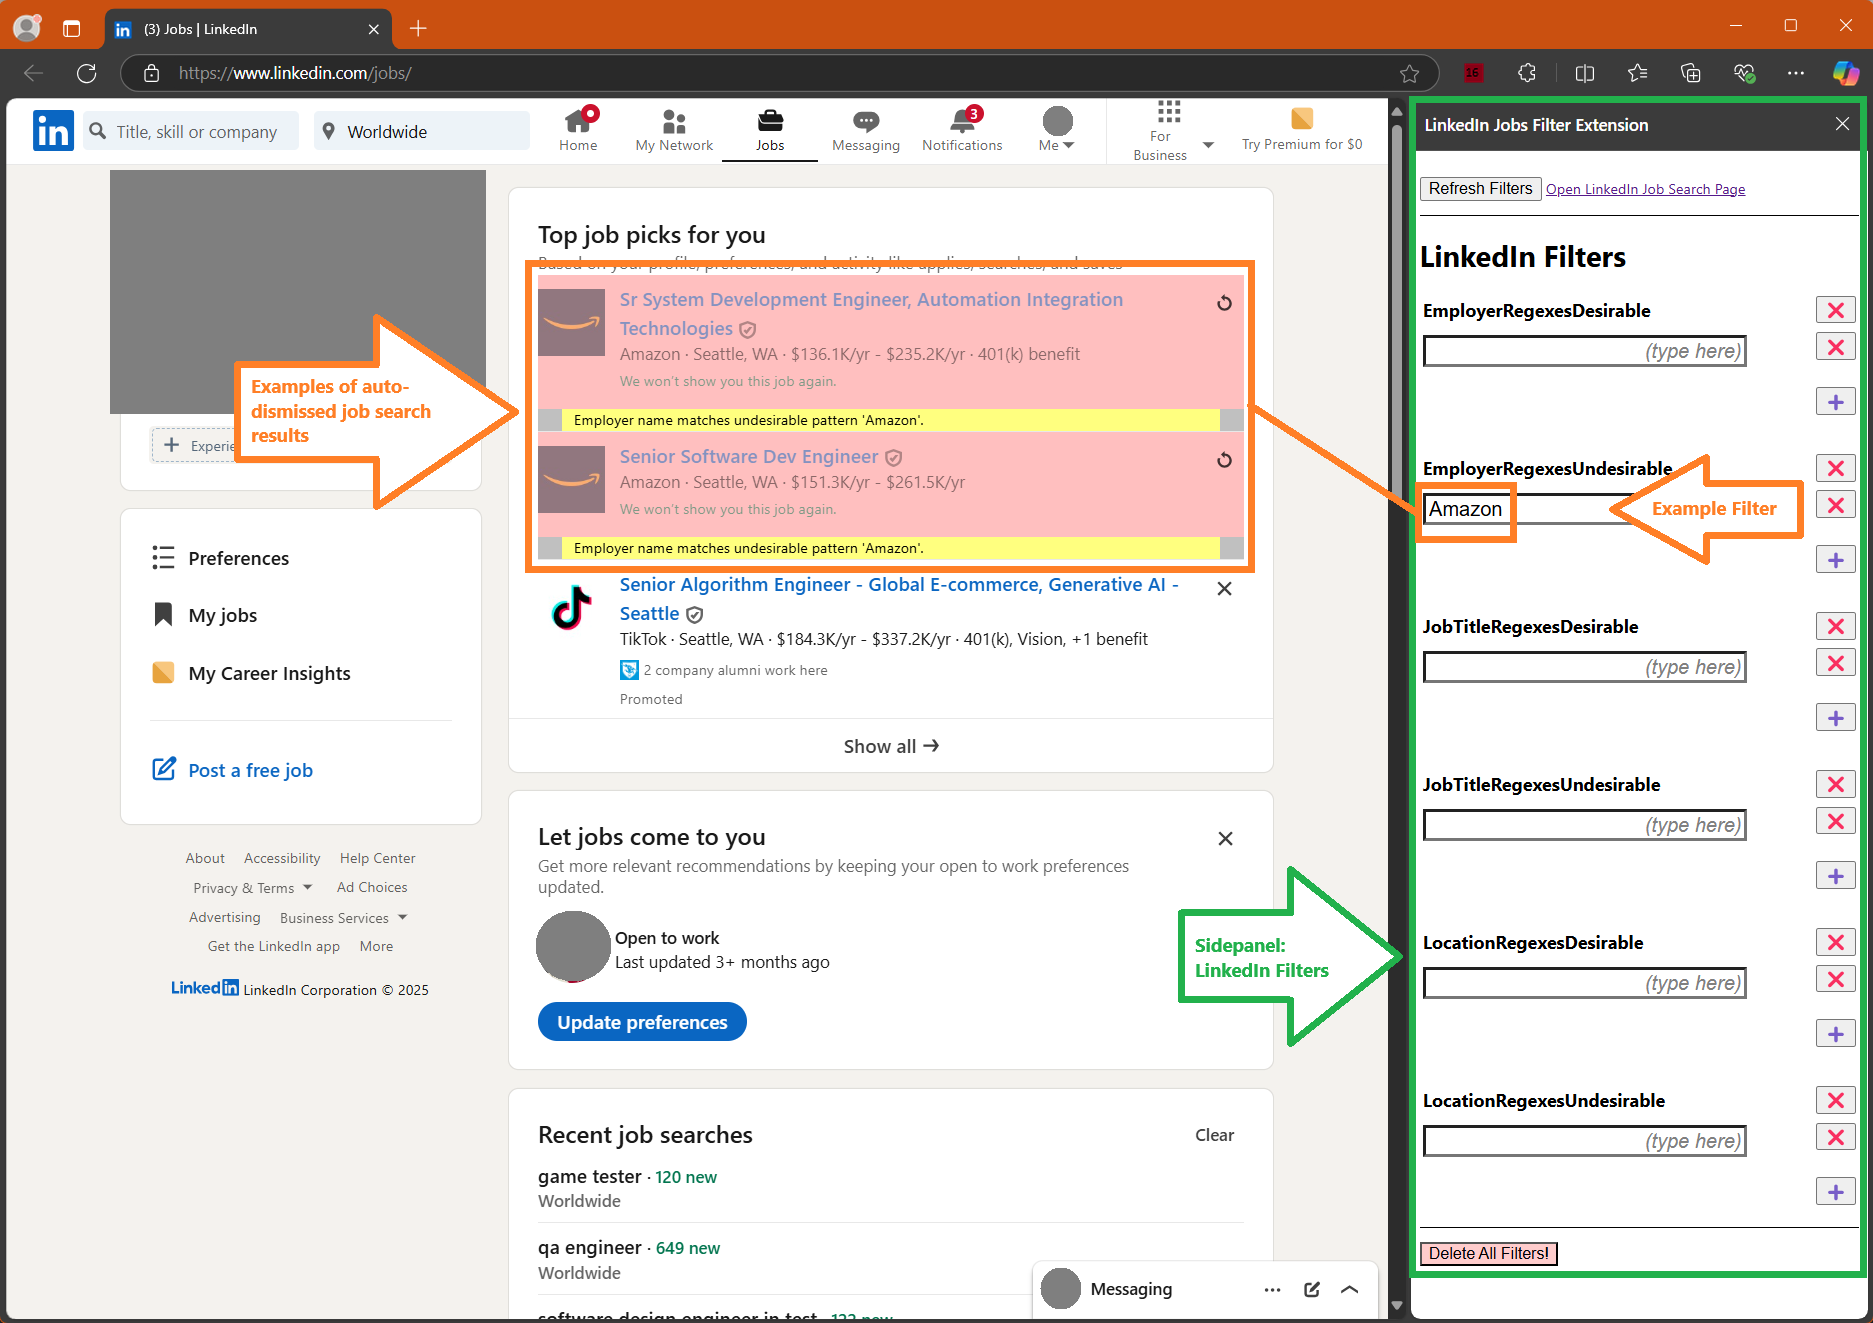 (3) Jobs | LinkedIn
https://www.linkedin.com/jobs/
16
in
Title, skill or company
Worldwide
Home
My Network
Jobs
Messaging
3
Notifications
Me
For
Business
Try Premium for $0
Top job picks for you
Based on your profile, preferences, and activity like applies, searches, and saves
Sr System Development Engineer, Automation Integration
Technologies
Amazon · Seattle, WA · $136.1K/yr - $235.2K/yr · 401(k) benefit
We won't show you this job again.
Employer name matches undesirable pattern 'Amazon'.
Senior Software Dev Engineer
Amazon · Seattle, WA · $151.3K/yr - $261.5K/yr
We won't show you this job again.
Employer name matches undesirable pattern 'Amazon'.
Senior Algorithm Engineer - Global E-commerce, Generative AI -
Seattle
TikTok · Seattle, WA · $184.3K/yr - $337.2K/yr · 401(k), Vision, +1 benefit
2 company alumni work here
Promoted
Show all →
Examples of auto-
dismissed job search
results
+ Experie
Preferences
My jobs
My Career Insights
Post a free job
About Accessibility Help Center
Privacy & Terms Ad Choices
Advertising Business Services
Get the LinkedIn app More
LinkedIn LinkedIn Corporation © 2025
Let jobs come to you
Get more relevant recommendations by keeping your open to work preferences
updated.
Open to work
Last updated 3+ months ago
Update preferences
Recent job searches
Clear
game tester · 120 new
Worldwide
qa engineer · 649 new
Worldwide
software design engineer in test · 122 new
Messaging
Sidepanel:
LinkedIn Filters
LinkedIn Jobs Filter Extension
Refresh Filters Open LinkedIn Job Search Page
LinkedIn Filters
EmployerRegexesDesirable
(type here)
EmployerRegexesUndesirable
Amazon
Example Filter
JobTitleRegexesDesirable
(type here)
JobTitleRegexesUndesirable
(type here)
LocationRegexesDesirable
(type here)
LocationRegexesUndesirable
(type here)
Delete All Filters!